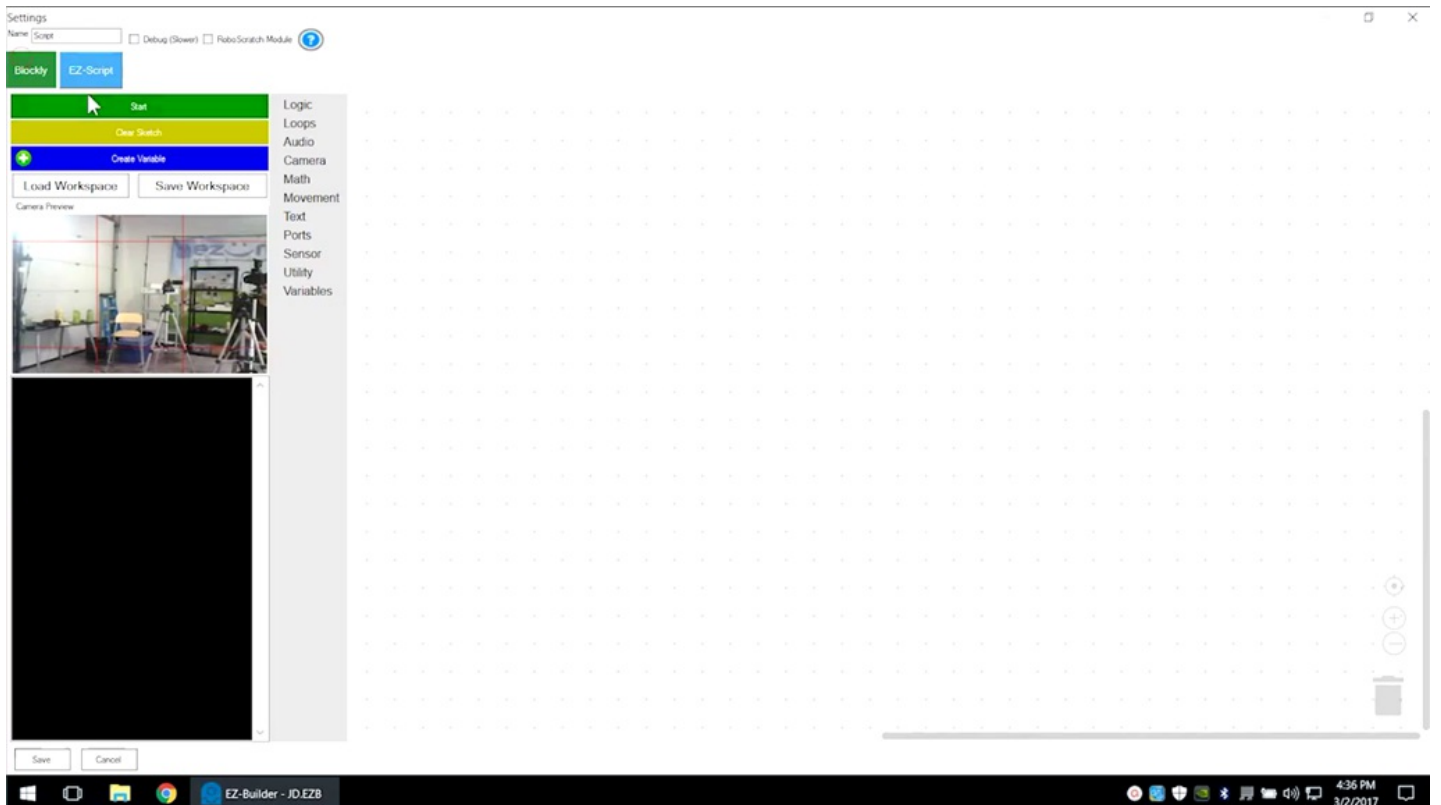 Settings
Name Script Debug (Slower) RoboScratch Module ?
Blockly EZ-Script
Start
Clear Sketch
Create Variable
Load Workspace Save Workspace
Camera Preview
Logic
Loops
Audio
Camera
Math
Movement
Text
Ports
Sensor
Utility
Variables
Save Cancel
EZ-Builder - JD.EZB
4:36 PM
3/2/2017